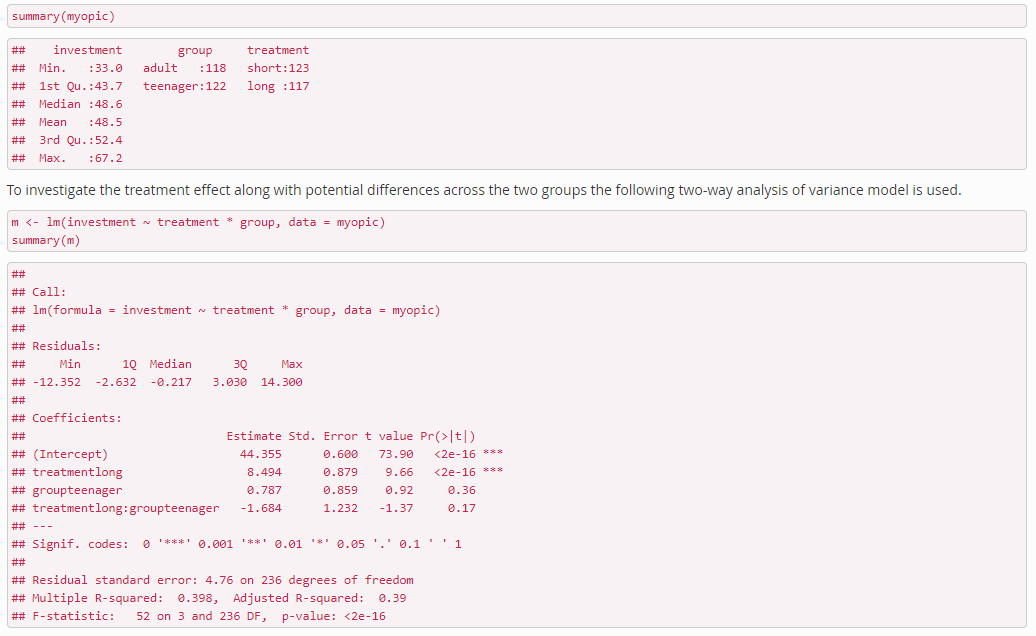 summary(myopic)
##    investment        group     treatment
##  Min.   :33.0   adult   :118   short:123
##  1st Qu.:43.7   teenager:122   long :117
##  Median :48.6
##  Mean   :48.5
##  3rd Qu.:52.4
##  Max.   :67.2
To investigate the treatment effect along with potential differences across the two groups the following two-way analysis of variance model is used.
m <- lm(investment ~ treatment * group, data = myopic)
summary(m)
##
## Call:
## lm(formula = investment ~ treatment * group, data = myopic)
##
## Residuals:
##     Min      1Q  Median      3Q     Max
## -12.352  -2.632  -0.217   3.030  14.300
##
## Coefficients:
##                             Estimate Std. Error t value Pr(>|t|)
## (Intercept)                   44.355      0.600   73.90   <2e-16 ***
## treatmentlong                  8.494      0.879    9.66   <2e-16 ***
## groupteenager                  0.787      0.859    0.92     0.36
## treatmentlong:groupteenager   -1.684      1.232   -1.37     0.17
## ---
## Signif. codes:  0 '***' 0.001 '**' 0.01 '*' 0.05 '.' 0.1 ' ' 1
##
## Residual standard error: 4.76 on 236 degrees of freedom
## Multiple R-squared:  0.398,  Adjusted R-squared:  0.39
## F-statistic:   52 on 3 and 236 DF,  p-value: <2e-16